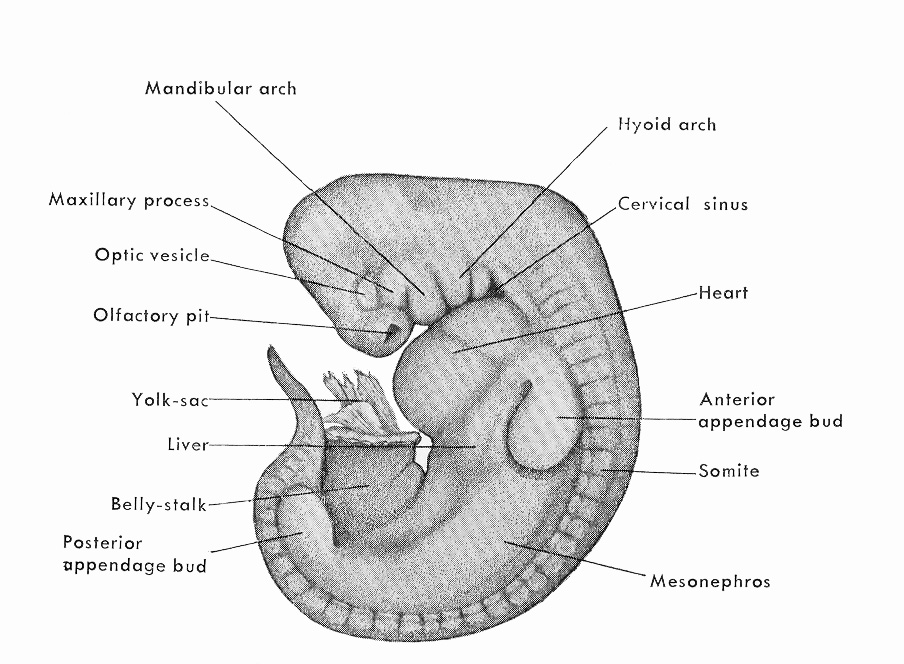 Mandibular arch
Hyoid arch
Maxillary process
Cervical sinus
Optic vesicle
Heart
Olfactory pit
Yolk-sac
Anterior
appendage bud
Liver
Somite
Belly-stalk
Posterior
appendage bud
Mesonephros